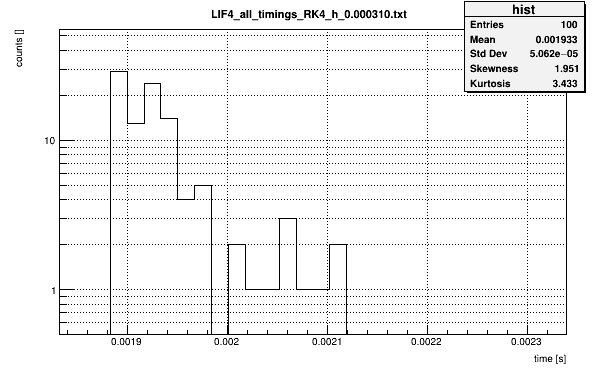 LIF4_all_timings_RK4_h_0.000310.txt
hist
Entries 100
Mean 0.001933
Std Dev 5.062e−05
Skewness 1.951
Kurtosis 3.433
counts []
10
1
0.0019 0.002 0.0021 0.0022 0.0023
time [s]